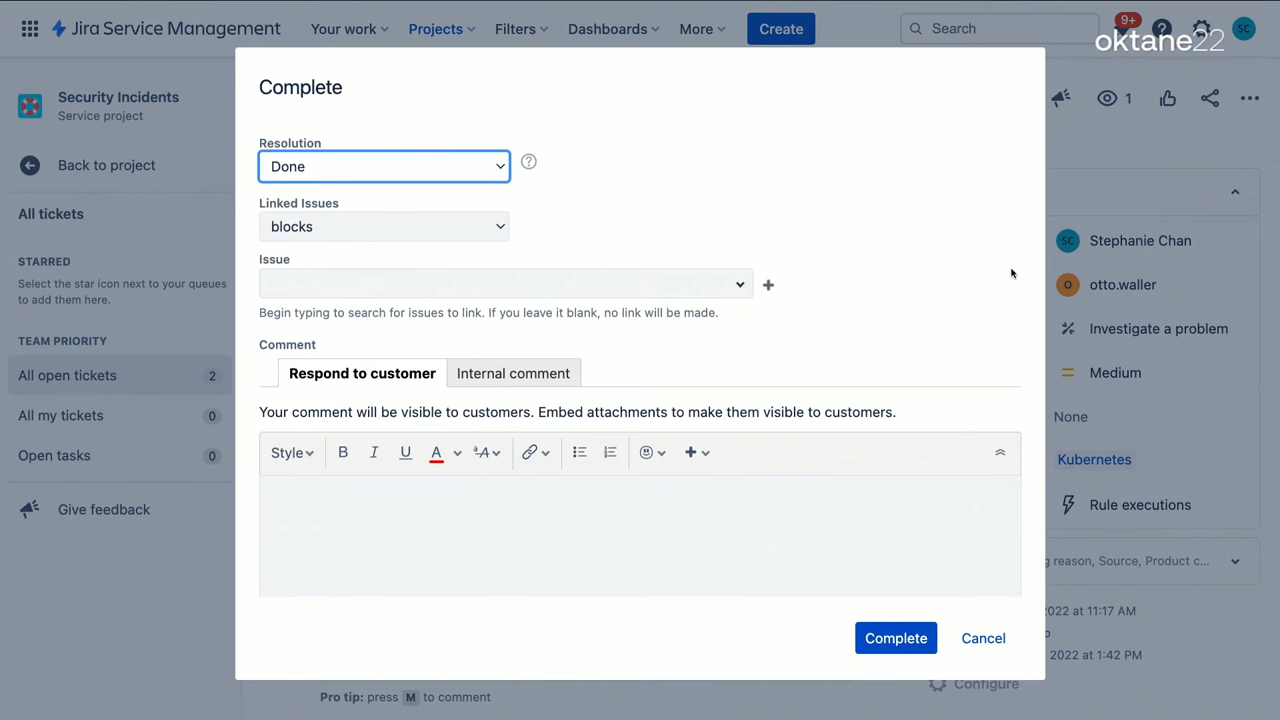 Jira Service Management
Your work
Projects
Filters
Dashboards
More
Create
Search
9+
SC
oktane22
Security Incidents
Service project
Back to project
All tickets
STARRED
Select the star icon next to your queues
to add them here.
TEAM PRIORITY
All open tickets 2
All my tickets 0
Open tasks 0
Give feedback
Complete
Resolution
Done
Linked Issues
blocks
Issue
Begin typing to search for issues to link. If you leave it blank, no link will be made.
Comment
Respond to customer
Internal comment
Your comment will be visible to customers. Embed attachments to make them visible to customers.
Style B I U A ªA
Complete
Cancel
1
SC Stephanie Chan
O otto.waller
Investigate a problem
Medium
None
Kubernetes
Rule executions
g reason, Source, Product c...
2022 at 11:17 AM
2022 at 1:42 PM
Configure
Pro tip: press M to comment